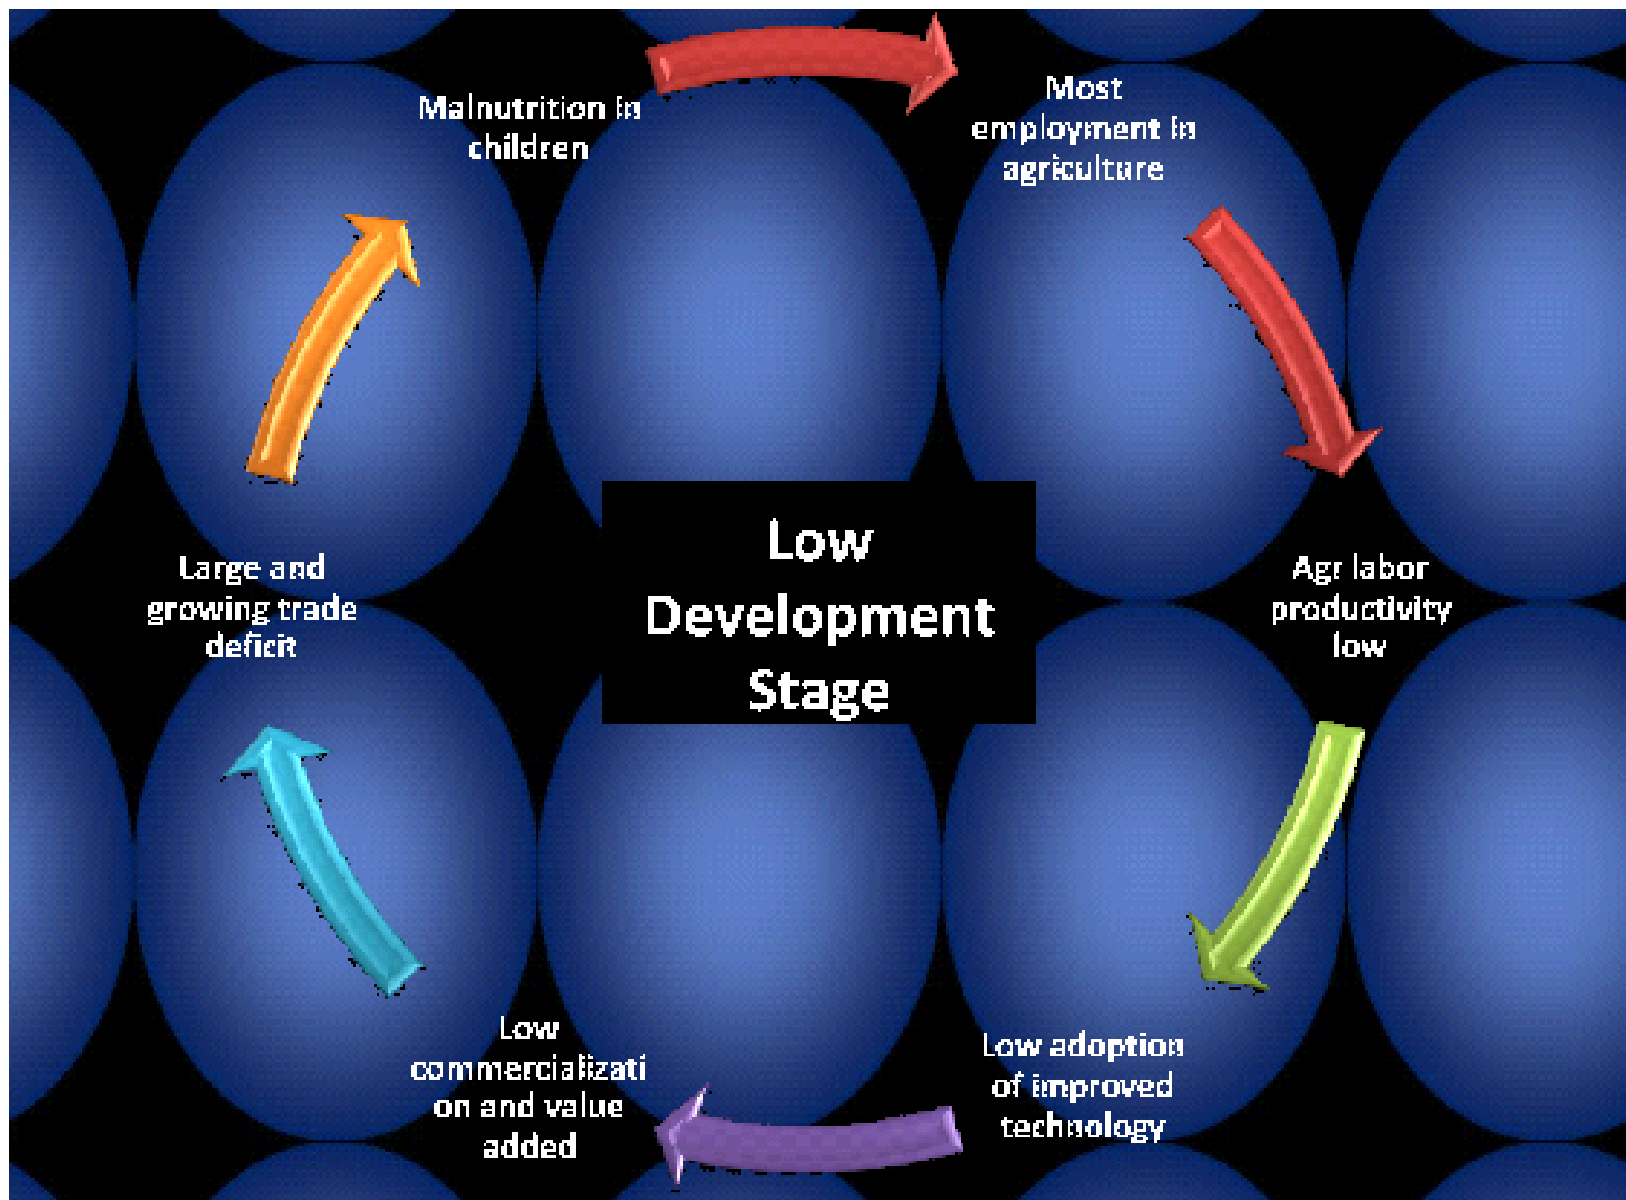 Malnutrition in
children
Most
employment in
agriculture
Low
Development
Stage
Large and
growing trade
deficit
Agr labor
productivity
low
Low
commercializati
on and value
added
Low adoption
of improved
technology